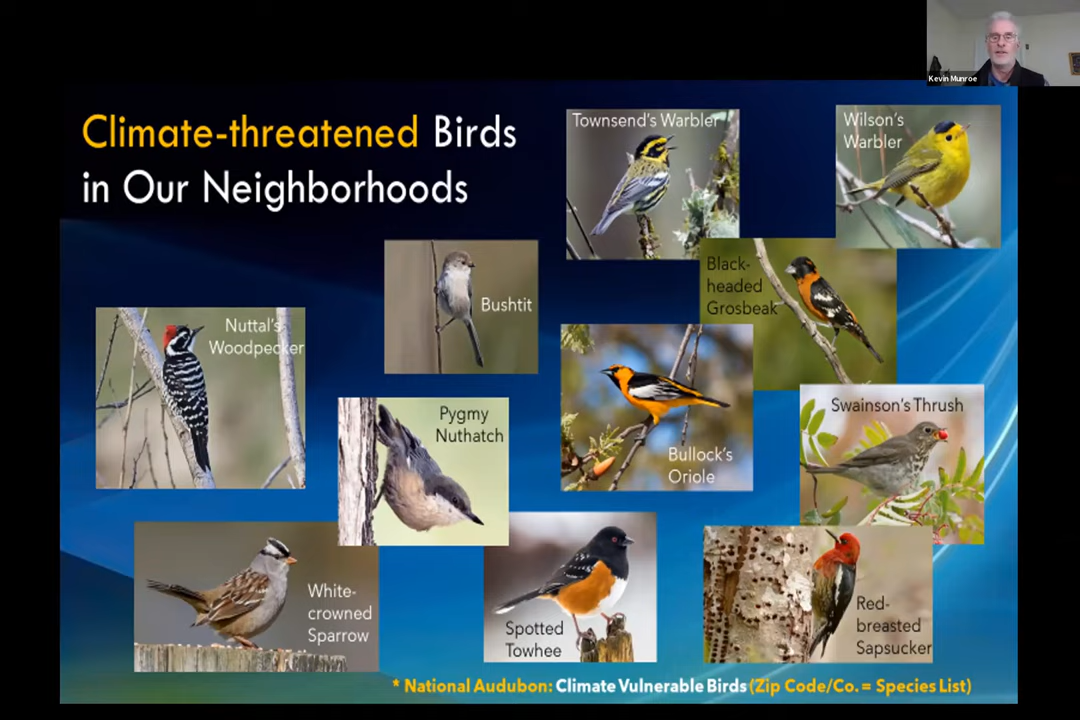 Kevin Munroe
Climate-threatened Birds
in Our Neighborhoods
Townsend's Warbler
Wilson's
Warbler
Bushtit
Black-
headed
Grosbeak
Nuttal's
Woodpecker
Pygmy
Nuthatch
Bullock's
Oriole
Swainson's Thrush
White-
crowned
Sparrow
Spotted
Towhee
Red-
breasted
Sapsucker
* National Audubon: Climate Vulnerable Birds (Zip Code/Co. = Species List)